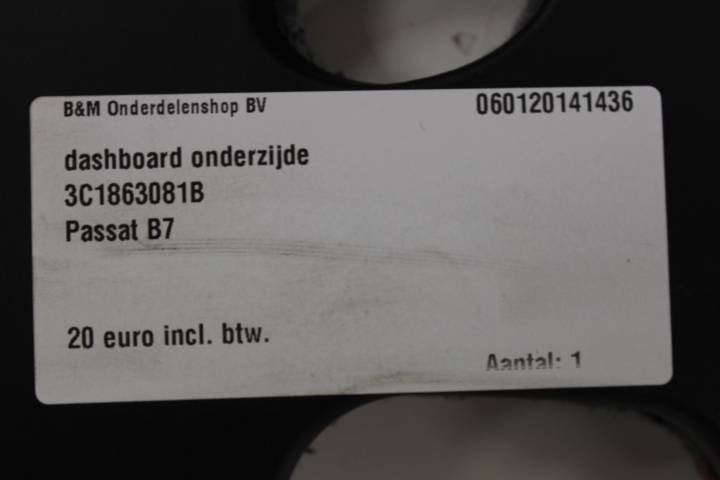 B&M Onderdelenshop BV 060120141436
dashboard onderzijde
3C1863081B
Passat B7
20 euro incl. btw.
Aantal: 1